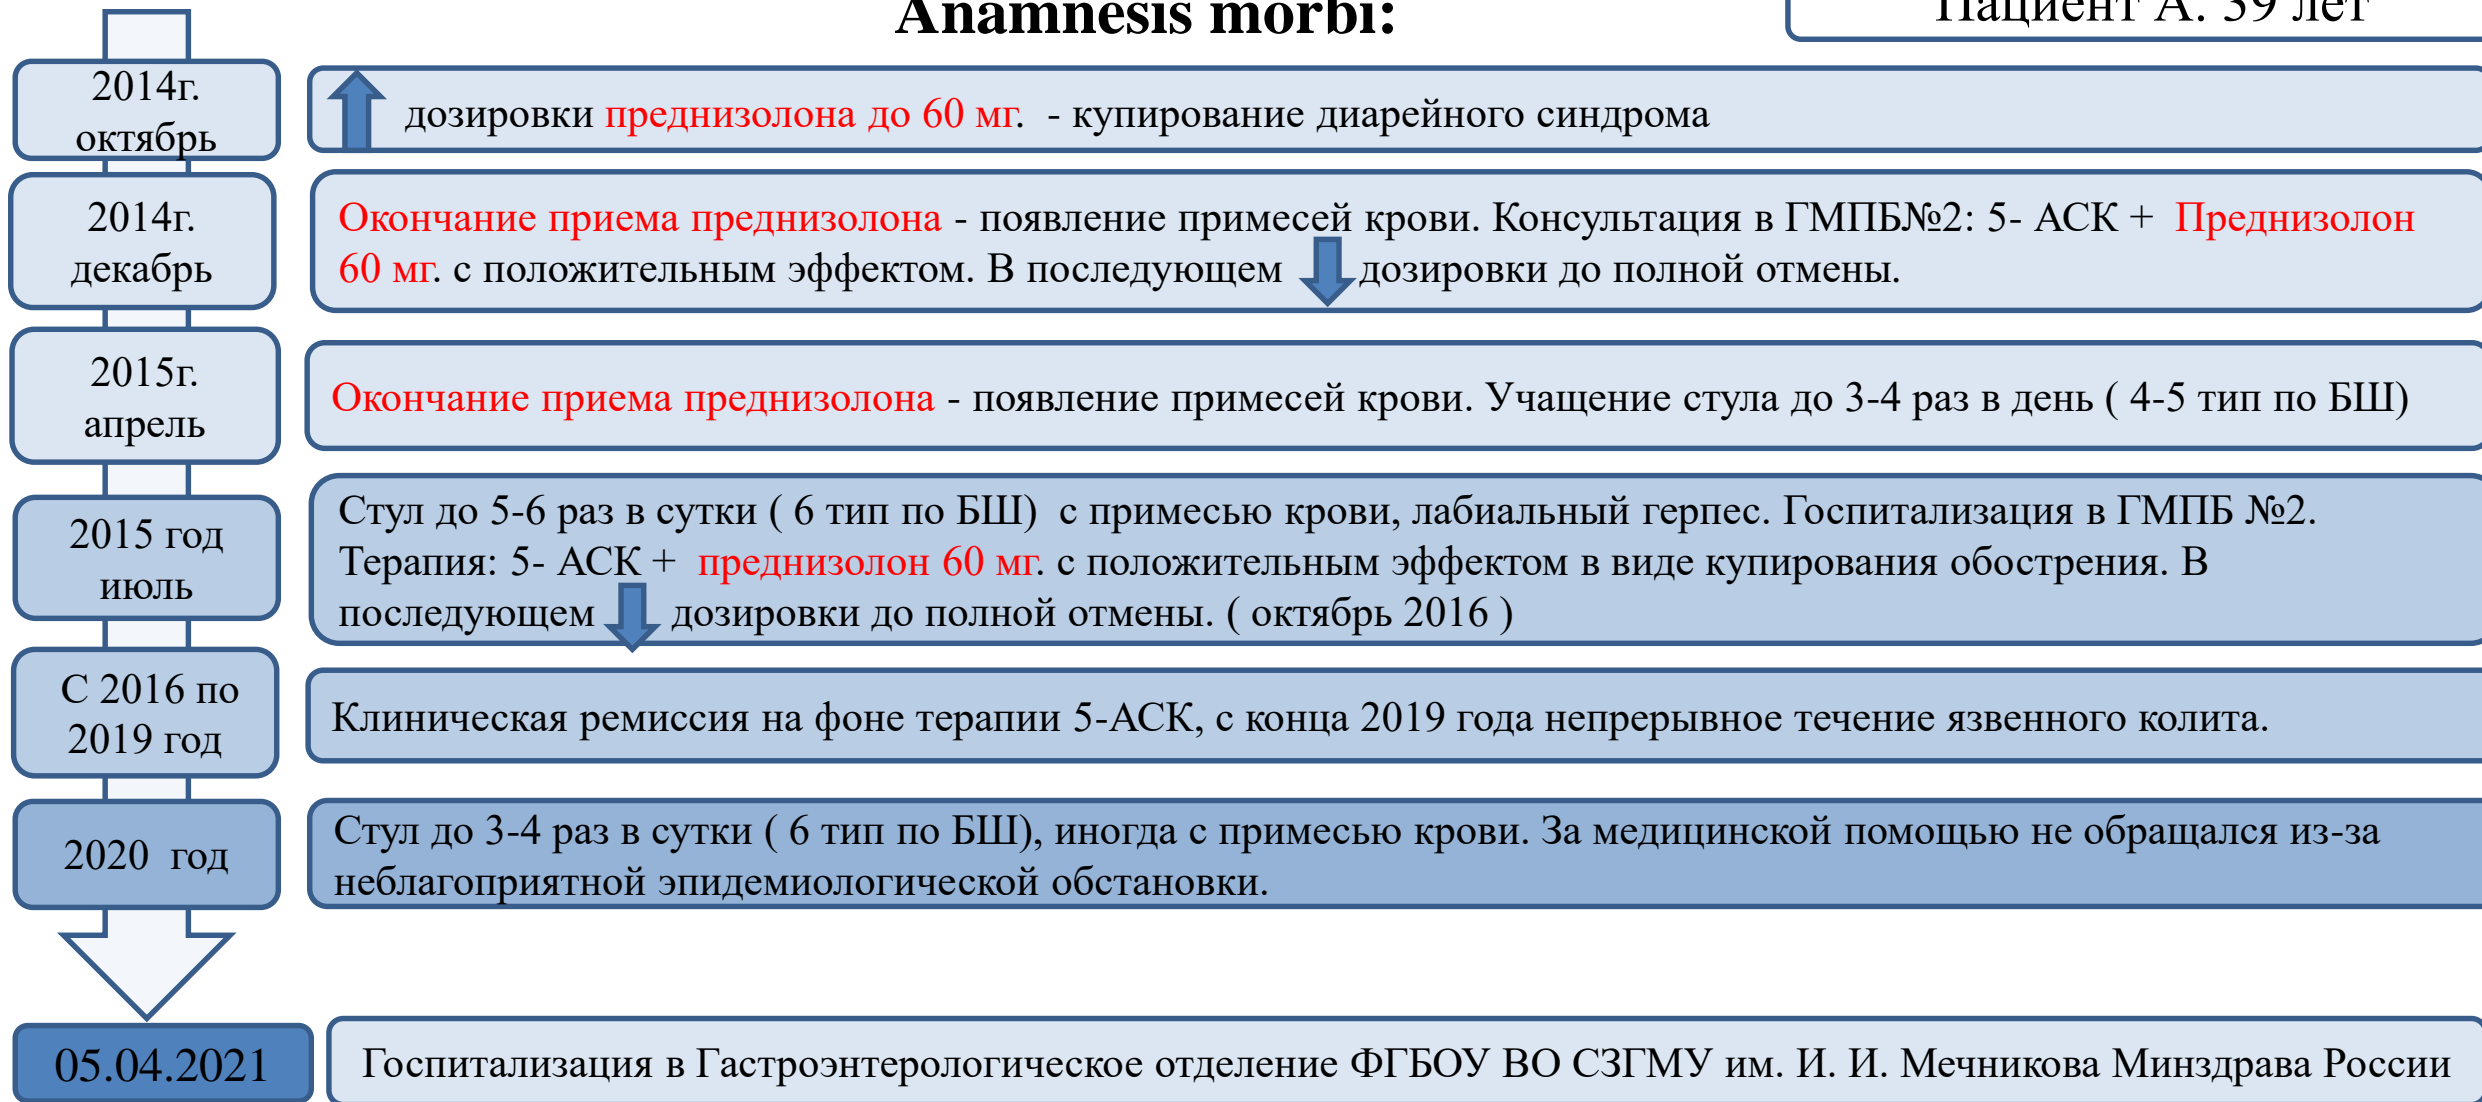 Anamnesis morbi:
Пациент А. 39 лет
2014г.
октябрь
дозировки преднизолона до 60 мг. - купирование диарейного синдрома
2014г.
декабрь
Окончание приема преднизолона - появление примесей крови. Консультация в ГМПБ№2: 5- АСК + Преднизолон
60 мг. с положительным эффектом. В последующем дозировки до полной отмены.
2015г.
апрель
Окончание приема преднизолона - появление примесей крови. Учащение стула до 3-4 раз в день ( 4-5 тип по БШ)
2015 год
июль
Стул до 5-6 раз в сутки ( 6 тип по БШ) с примесью крови, лабиальный герпес. Госпитализация в ГМПБ №2.
Терапия: 5- АСК + преднизолон 60 мг. с положительным эффектом в виде купирования обострения. В
последующем дозировки до полной отмены. ( октябрь 2016 )
С 2016 по
2019 год
Клиническая ремиссия на фоне терапии 5-АСК, с конца 2019 года непрерывное течение язвенного колита.
2020 год
Стул до 3-4 раз в сутки ( 6 тип по БШ), иногда с примесью крови. За медицинской помощью не обращался из-за
неблагоприятной эпидемиологической обстановки.
05.04.2021
Госпитализация в Гастроэнтерологическое отделение ФГБОУ ВО СЗГМУ им. И. И. Мечникова Минздрава России